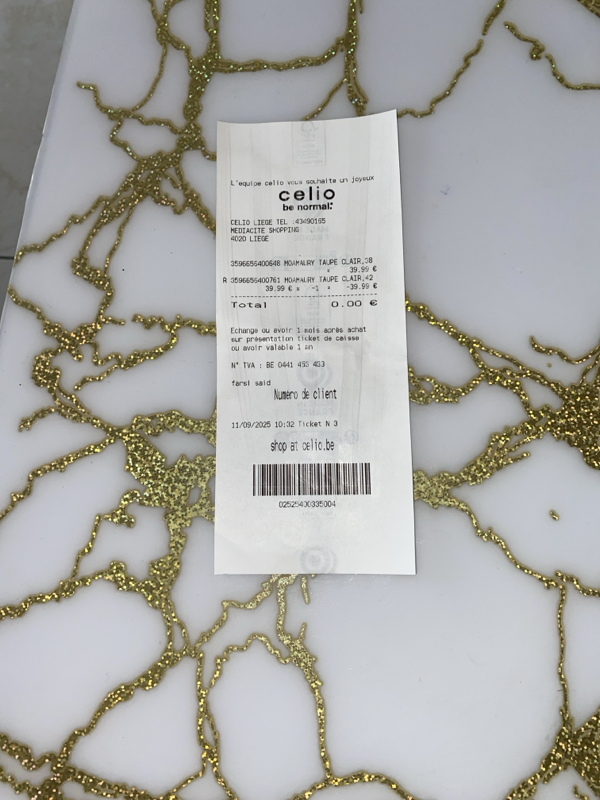 L'equipe celio vous souhaite un joyeux
celio
be normal:
CELIO LIEGE TEL :43490165
MEDIACITE SHOPPING
4020 LIEGE
3596656400648 MOAMAURY TAUPE CLAIR,38
x 39.99 €
R 3596656400761 MOAMAURY TAUPE CLAIR,42
39.99 € x -1 x -39.99 €
Total 0.00 €
Echange ou avoir 1 mois après achat
sur présentation ticket de caisse
ou avoir valable 1 an
N° TVA : BE 0441 493 403
farsi said
Numéro de client
11/09/2025 10:32 Ticket N 3
shop at celio.be
02525400335004